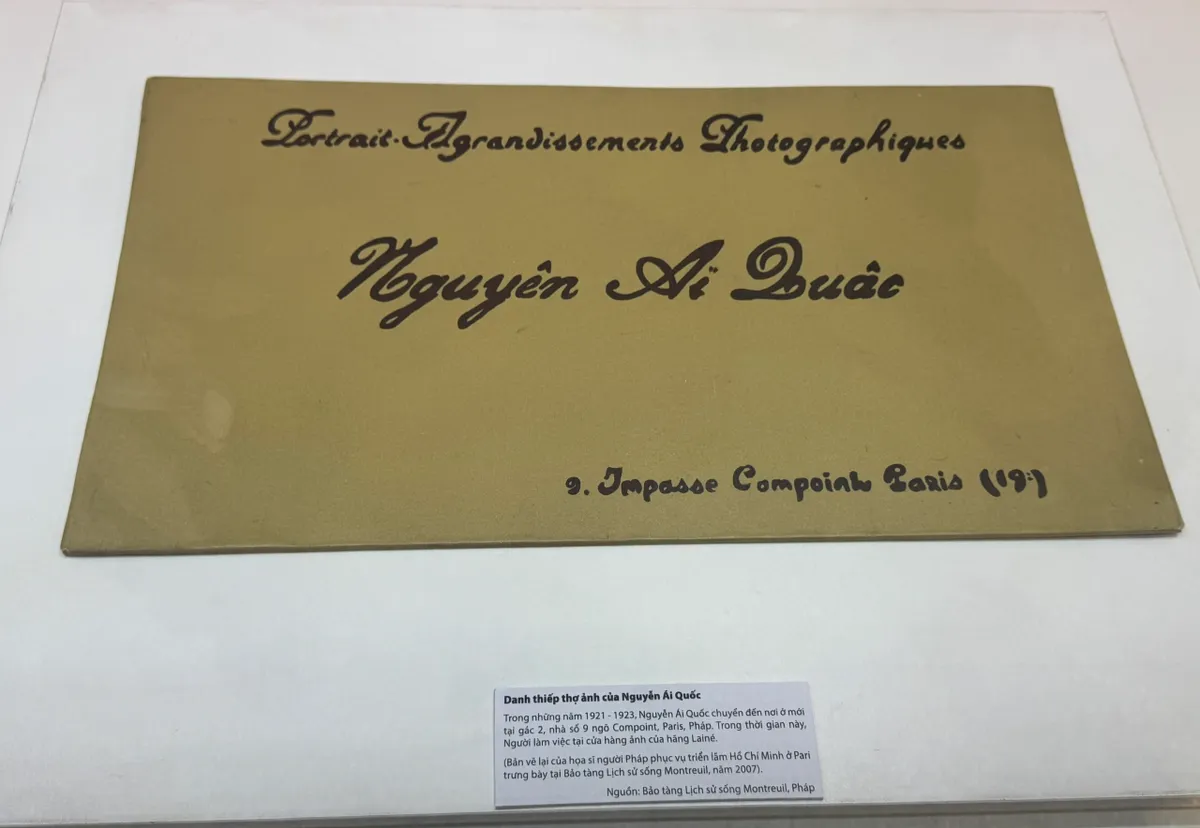 Portrait-Agrandissements Photographiques
Nguyên Aï Quâc
9. Impasse Compoint Paris (19:)
Danh thiếp thợ ảnh của Nguyễn Ái Quốc
Trong những năm 1921 - 1923, Nguyễn Ái Quốc chuyển đến nơi ở mới
tại gác 2, nhà số 9 ngõ Compoint, Paris, Pháp. Trong thời gian này,
Người làm việc tại cửa hàng ảnh của hãng Lainé.
(Bản vẽ lại của họa sĩ người Pháp phục vụ triển lãm Hồ Chí Minh ở Pari
trưng bày tại Bảo tàng Lịch sử sống Montreuil, năm 2007).
Nguồn: Bảo tàng Lịch sử sống Montreuil, Pháp